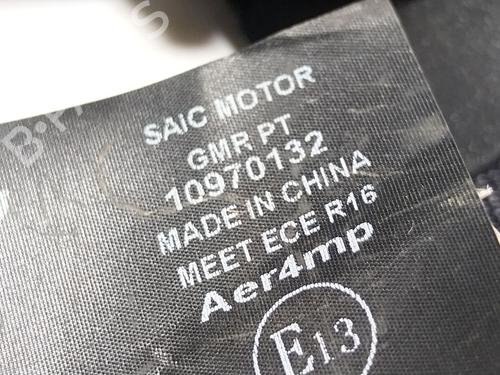 SAIC MOTOR
GMR PT
10970132
MADE IN CHINA
MEET ECE R16
Aer4mp
E13